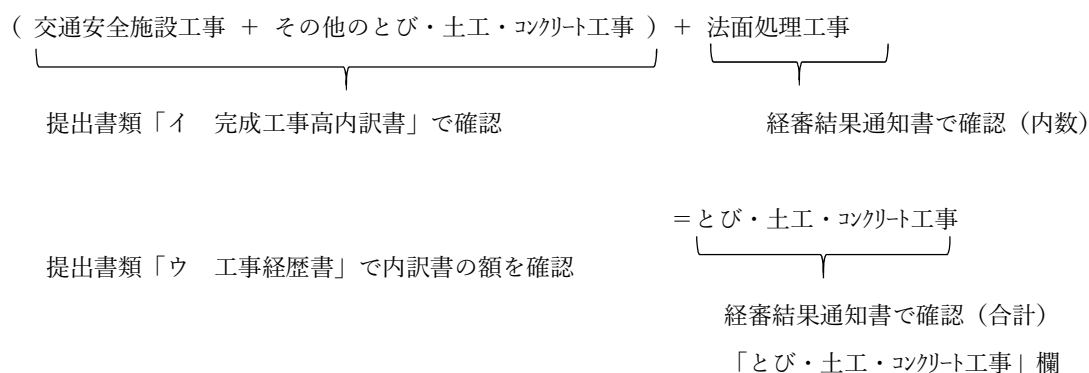 ( 交通安全施設工事 + その他のとび・土工・ｺﾝｸﾘｰﾄ工事 ) + 法面処理工事
提出書類「イ　完成工事高内訳書」で確認　経審結果通知書で確認（内数）
＝とび・土工・ｺﾝｸﾘｰﾄ工事
提出書類「ウ　工事経歴書」で内訳書の額を確認
経審結果通知書で確認（合計）
「とび・土工・ｺﾝｸﾘｰﾄ工事」欄